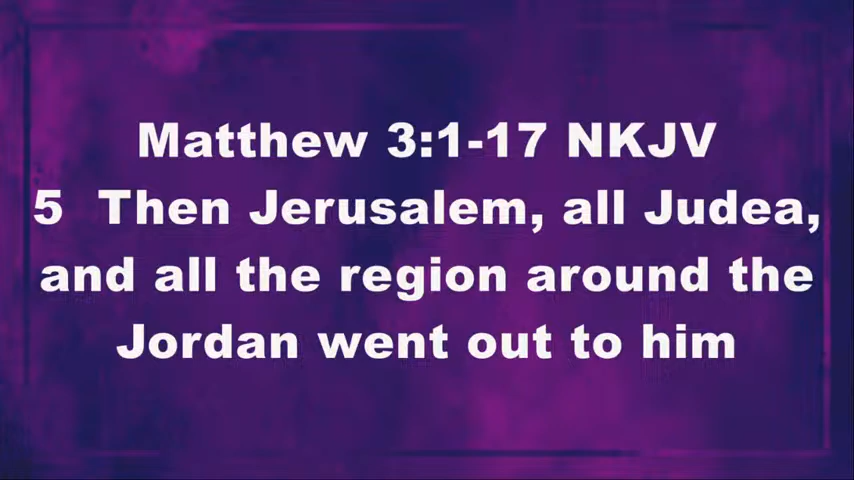 Matthew 3:1-17 NKJV
5 Then Jerusalem, all Judea,
and all the region around the
Jordan went out to him